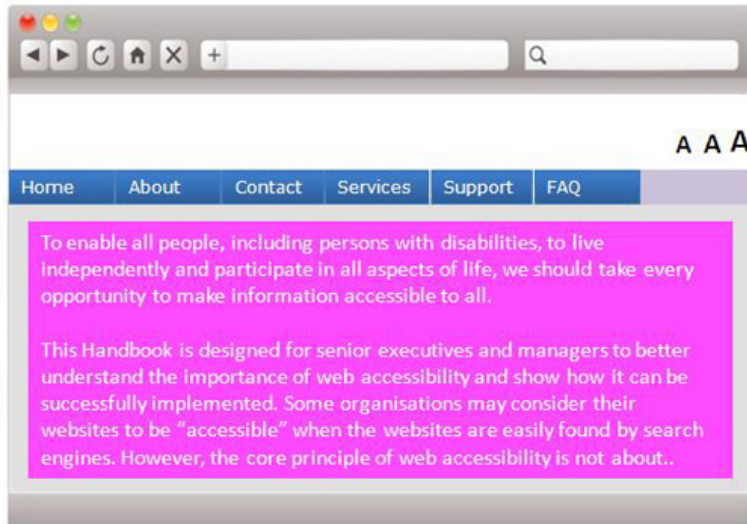 A A A
Home About Contact Services Support FAQ
To enable all people, including persons with disabilities, to live
independently and participate in all aspects of life, we should take every
opportunity to make information accessible to all.
This Handbook is designed for senior executives and managers to better
understand the importance of web accessibility and show how it can be
successfully implemented. Some organisations may consider their
websites to be “accessible” when the websites are easily found by search
engines. However, the core principle of web accessibility is not about..